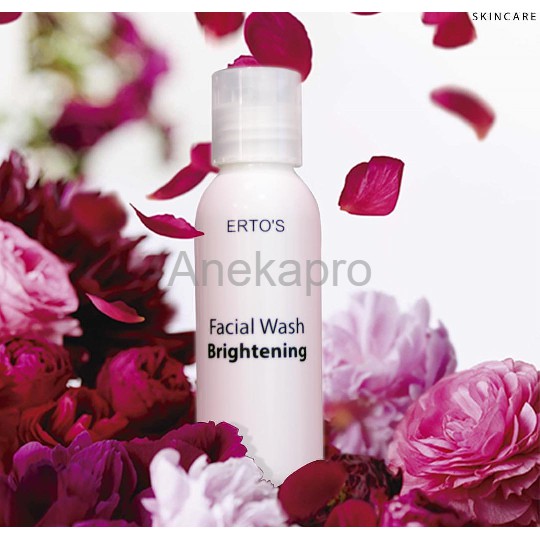 SKINCARE
ERTO'S
Anekapro
Facial Wash
Brightening